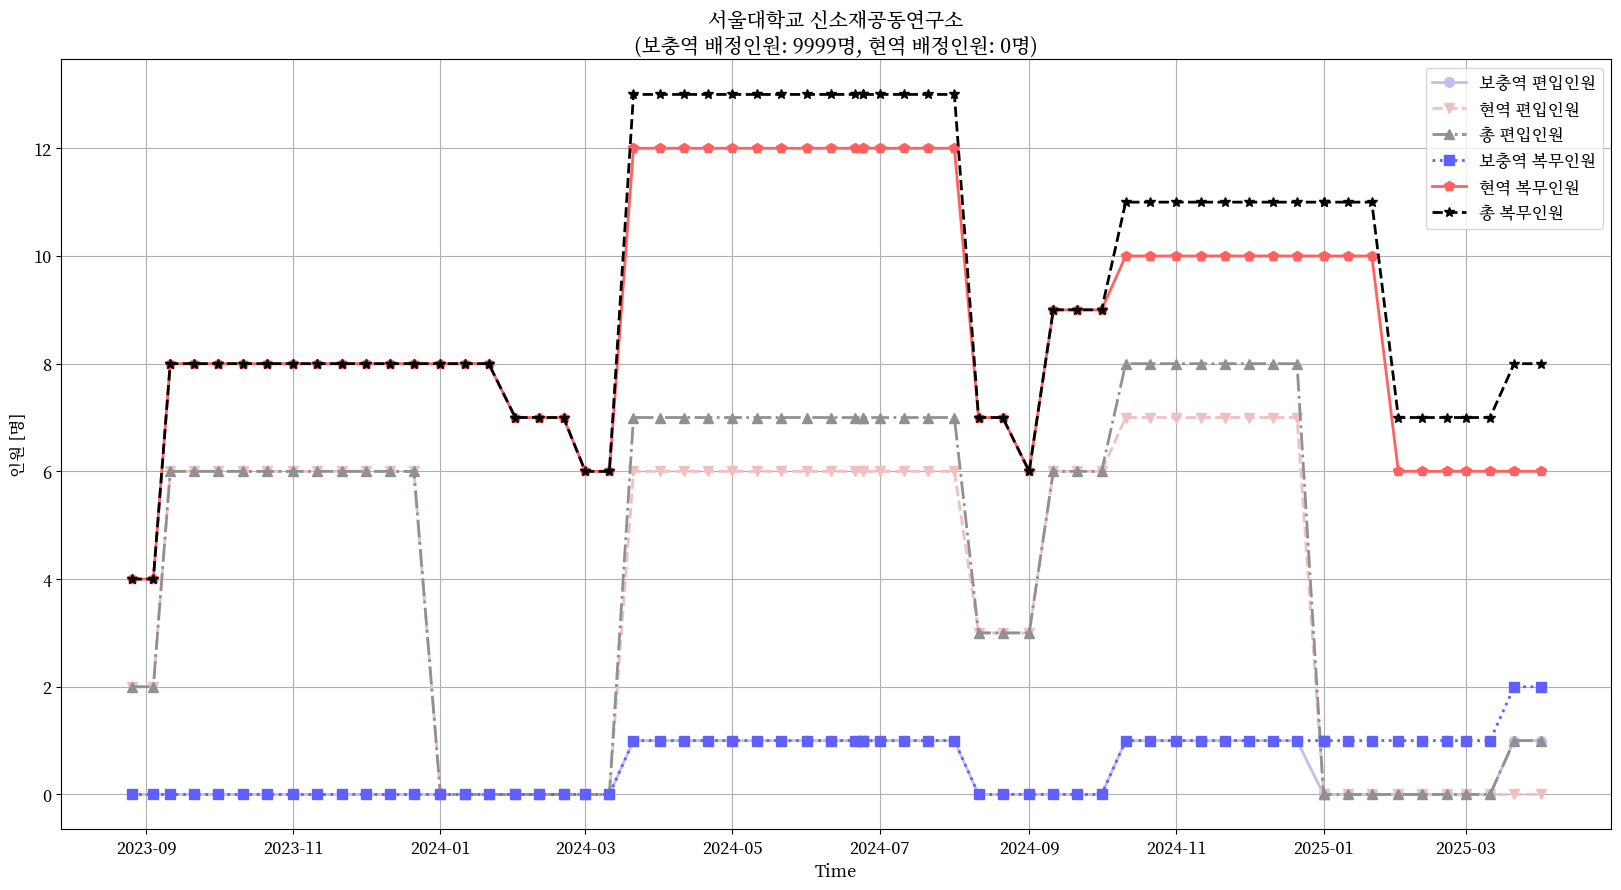 서울대학교 신소재공동연구소
(보충역 배정인원: 9999명, 현역 배정인원: 0명)
보충역 편입인원
현역 편입인원
총 편입인원
보충역 복무인원
현역 복무인원
총 복무인원
인원 [명]
12
10
8
6
4
2
0
2023-09
2023-11
2024-01
2024-03
2024-05
2024-07
2024-09
2024-11
2025-01
2025-03
Time